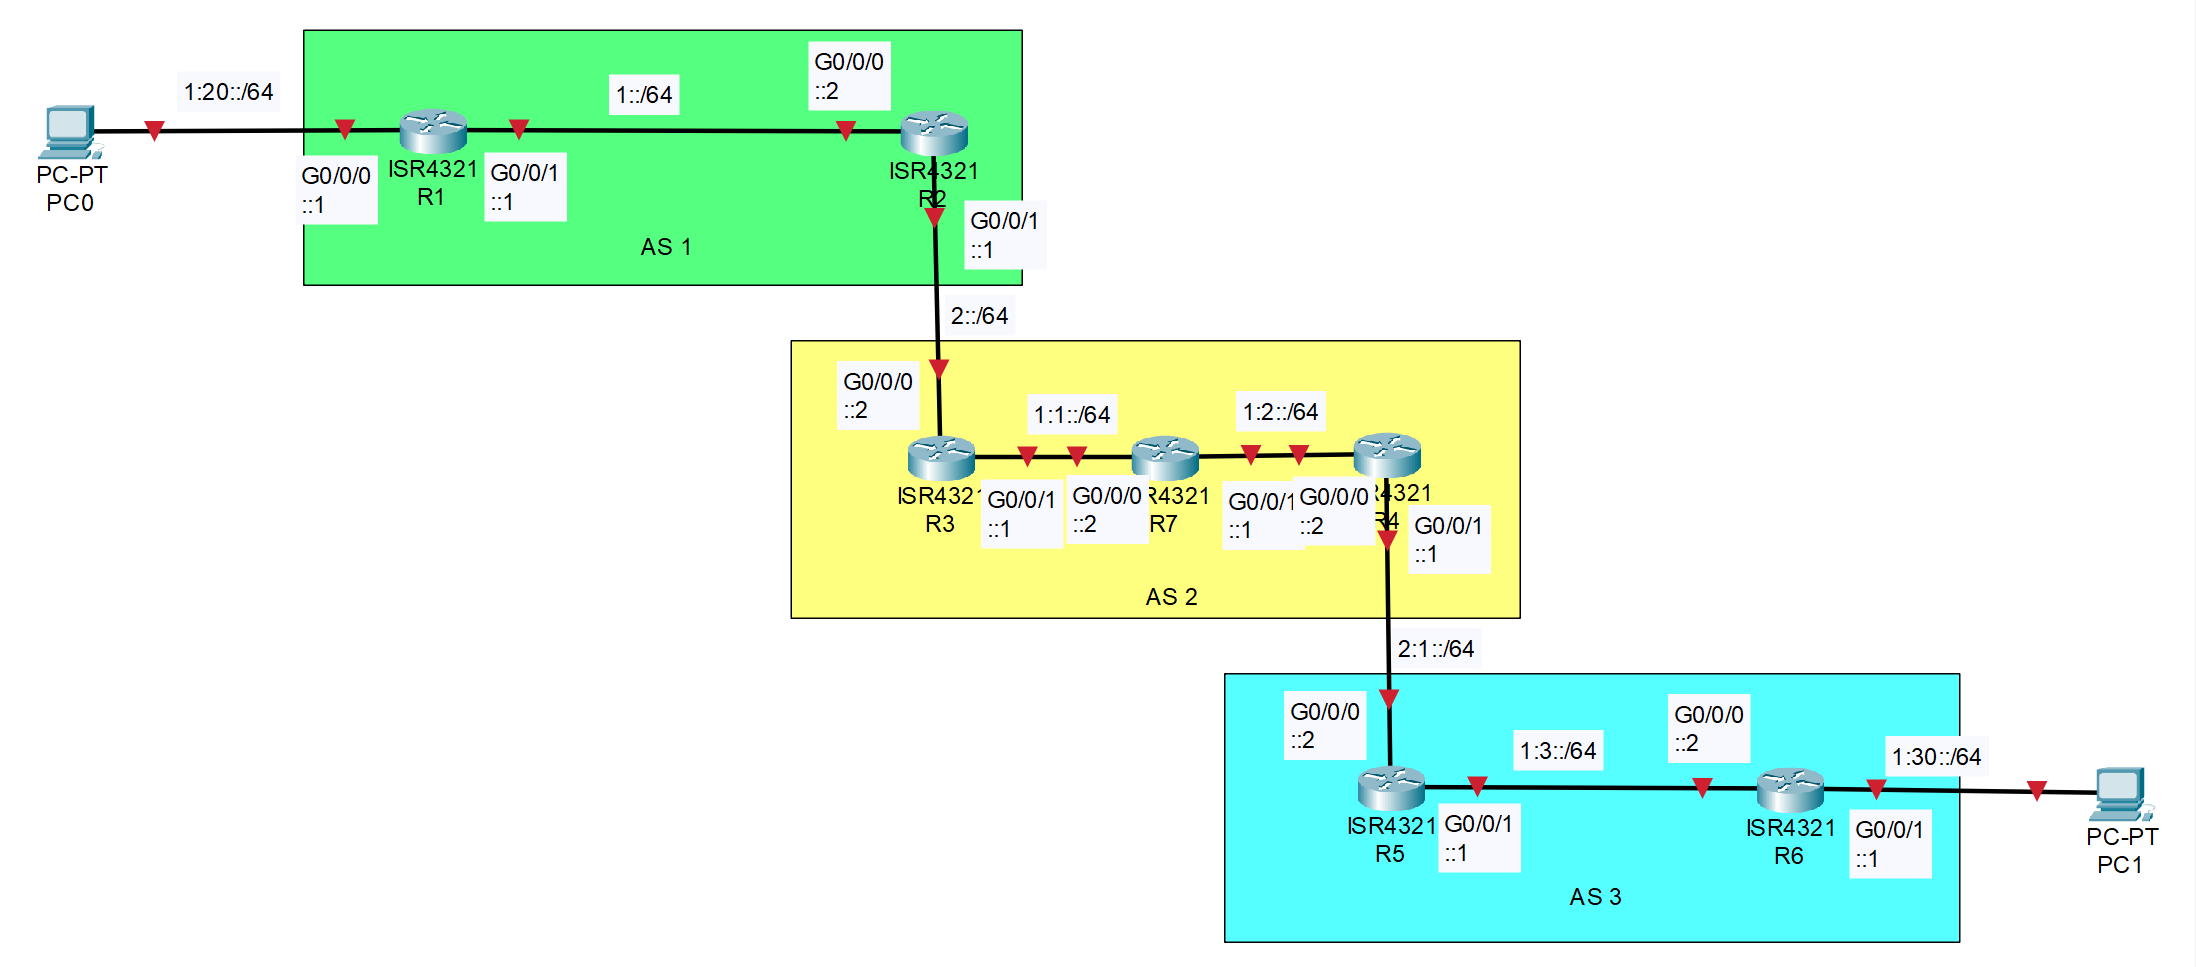 1:20::/64
PC-PT
PC0
G0/0/0
::1
ISR4321
R1
G0/0/1
::1
1::/64
G0/0/0
::2
ISR4321
R2
G0/0/1
::1
AS 1
2::/64
G0/0/0
::2
ISR432
R3
1:1::/64
G0/0/1
::1
G0/0/0
::2
R4321
R7
1:2::/64
G0/0/1
::1
G0/0/0
::2
R4321
R4
G0/0/1
::1
AS 2
2:1::/64
G0/0/0
::2
ISR4321
R5
G0/0/1
::1
1:3::/64
G0/0/0
::2
ISR4321
R6
1:30::/64
G0/0/1
::1
PC-PT
PC1
AS 3